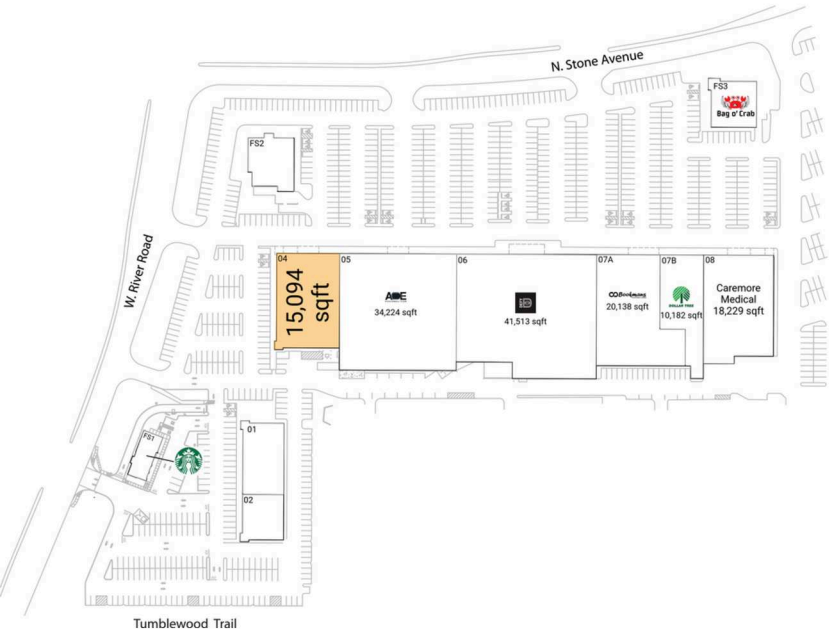 N. Stone Avenue
FS3
Bag o' Crab
FS2
W. River Road
04
15,094
sqft
05
34,224 sqft
06
41,513 sqft
07A
20,138 sqft
07B
DOLLAR TREE
10,182 sqft
08
Caremore
Medical
18,229 sqft
FS1
01
02
Tumblewood Trail